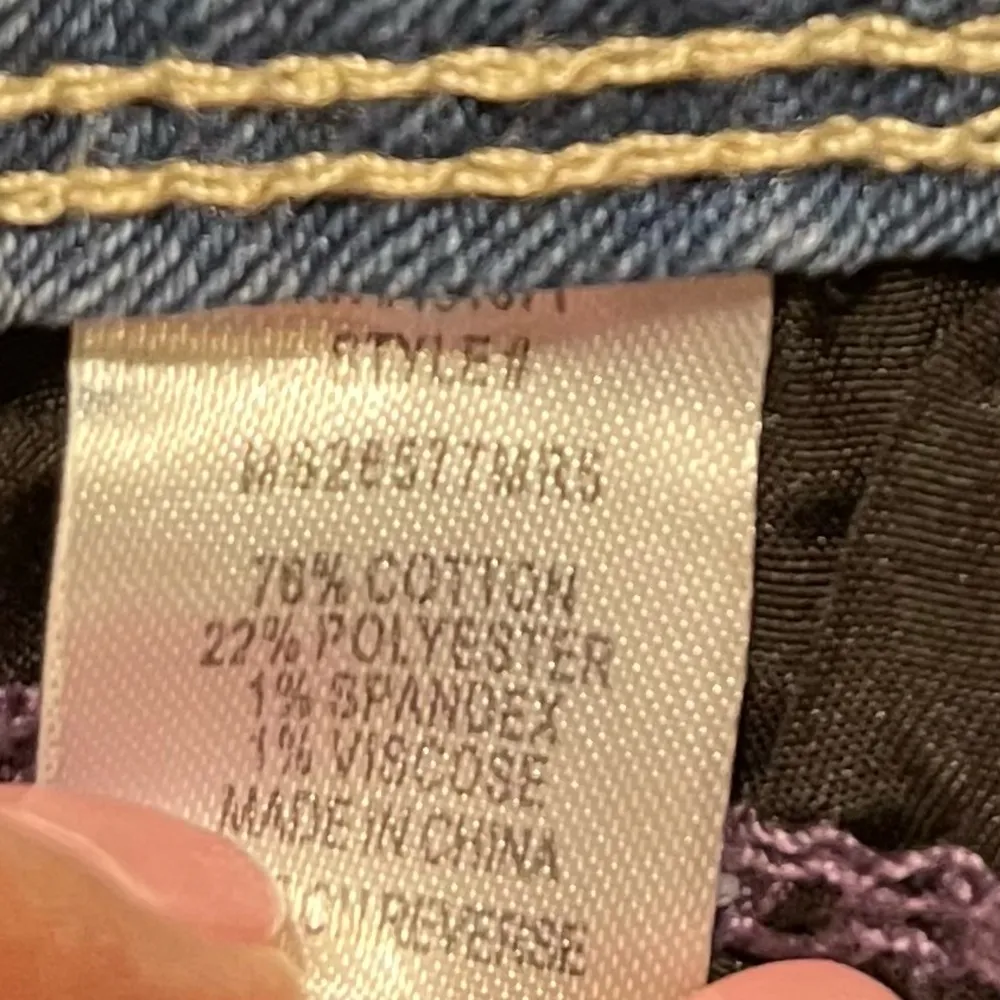 STYLE#
76% COTTON
22% POLYESTER
1% SPANDEX
1% VISCOSE
MADE IN CHINA
REVERSE